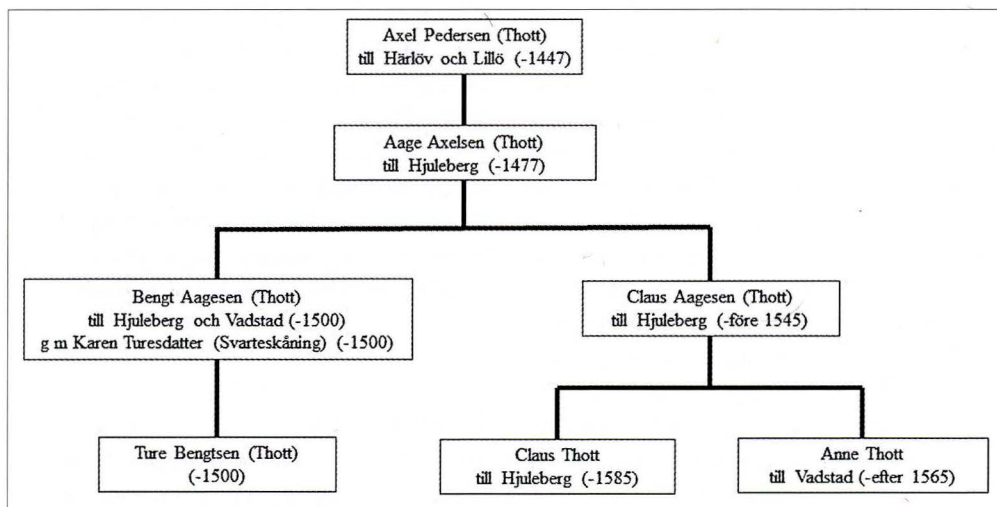 Axel Pedersen (Thott)
till Härlöv och Lillö (-1447)
Aage Axelsen (Thott)
till Hjuleberg (-1477)
Bengt Aagesen (Thott)
till Hjuleberg och Vadstad (-1500)
g m Karen Turesdatter (Svarteskåning) (-1500)
Claus Aagesen (Thott)
till Hjuleberg (-före 1545)
Ture Bengtsen (Thott)
(-1500)
Claus Thott
till Hjuleberg (-1585)
Anne Thott
till Vadstad (-efter 1565)